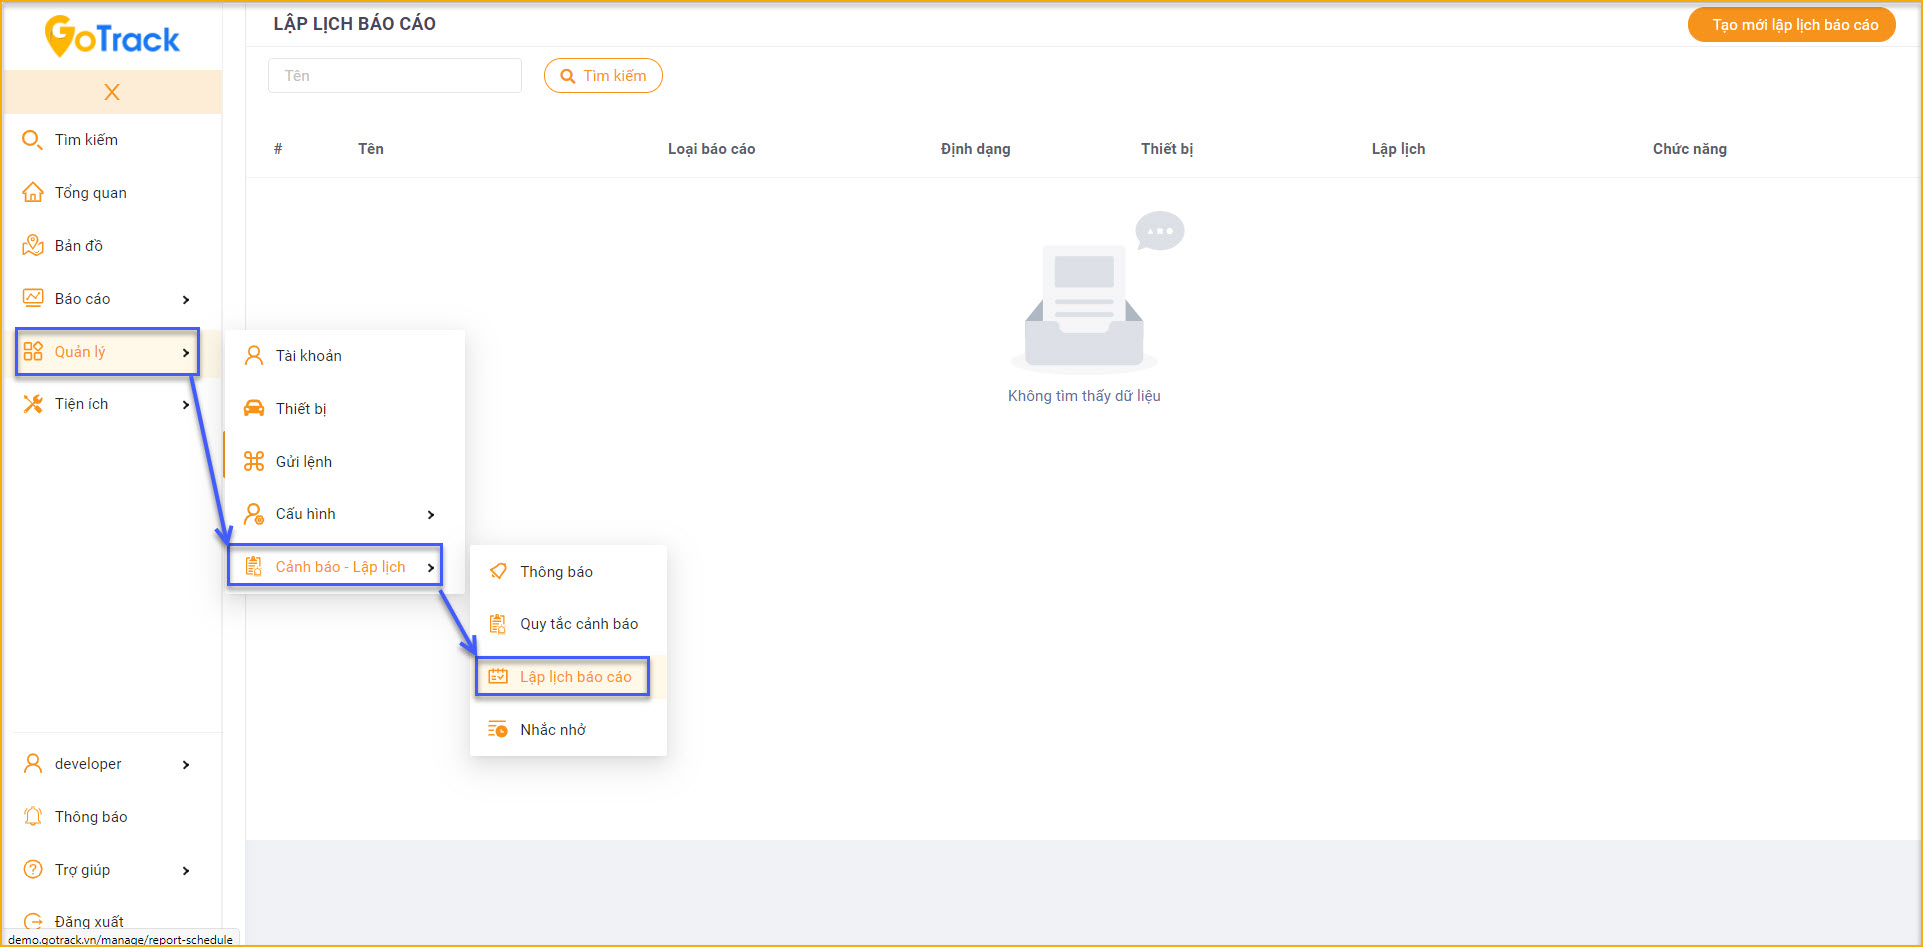 GoTrack
LẬP LỊCH BÁO CÁO
Tạo mới lập lịch báo cáo
X
Tên
Tìm kiếm
Tìm kiếm
Tổng quan
Bản đồ
Báo cáo
Quản lý
Tiện ích
#
Tên
Loại báo cáo
Định dạng
Thiết bị
Lập lịch
Chức năng
Không tìm thấy dữ liệu
Tài khoản
Thiết bị
Gửi lệnh
Cấu hình
Cảnh báo - Lập lịch
Thông báo
Quy tắc cảnh báo
Lập lịch báo cáo
Nhắc nhở
developer
Thông báo
Trợ giúp
Đăng xuất
demo.gotrack.vn/manage/report-schedule